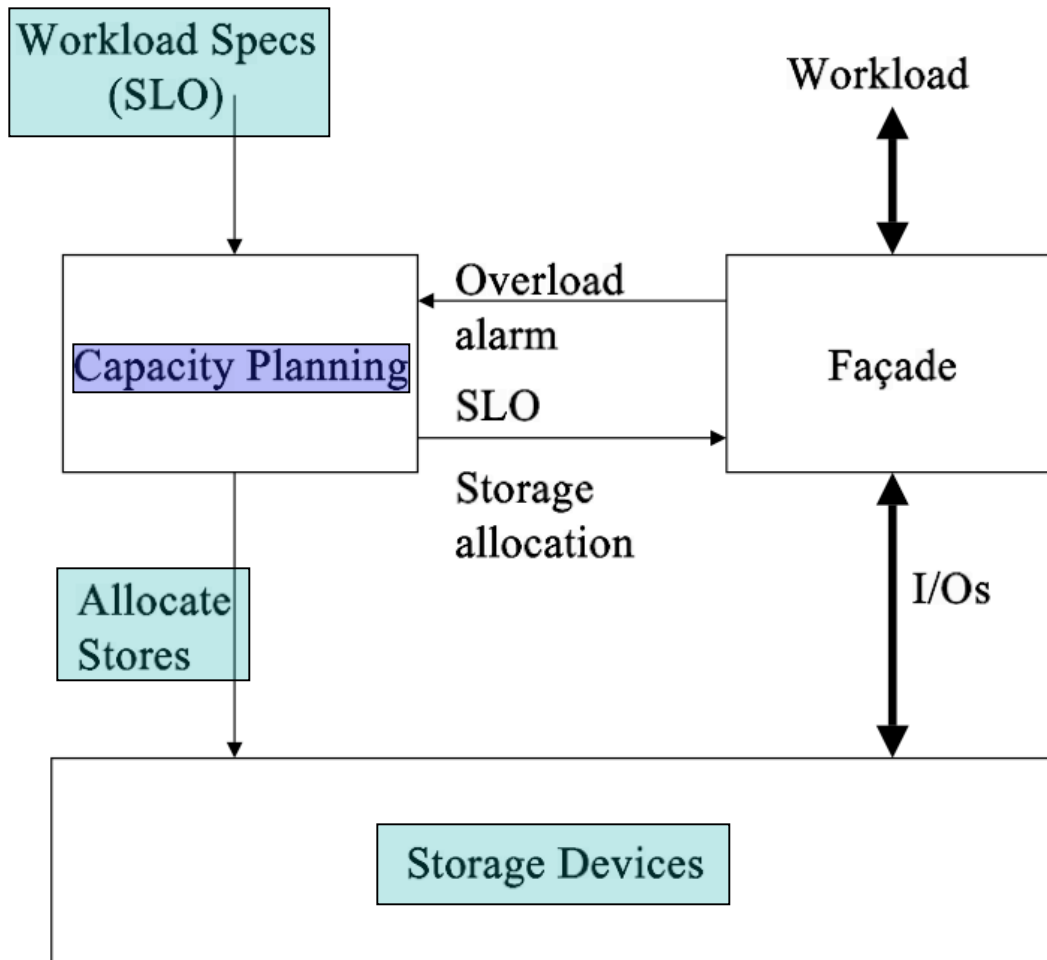 Workload Specs
(SLO)
Workload
Overload
alarm
Capacity Planning
Façade
SLO
Storage
allocation
Allocate
Stores
I/Os
Storage Devices